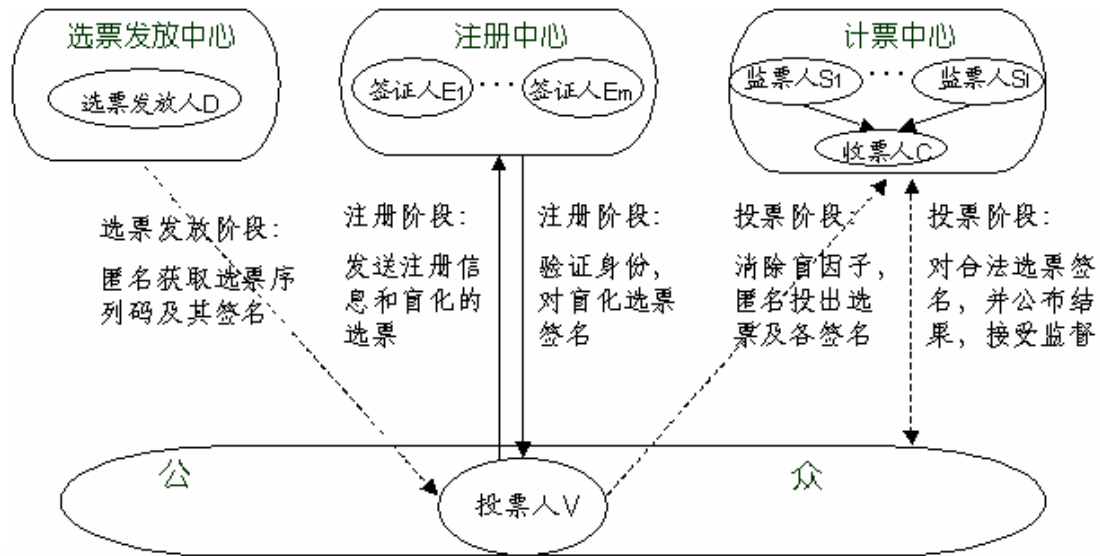 选票发放中心
选票发放人D
注册中心
签证人E1 ··· 签证人Em
计票中心
监票人S1 ··· 监票人Sl
收票人C
选票发放阶段：
匿名获取选票序
列码及其签名
注册阶段：
发送注册信
息和盲化的
选票
注册阶段：
验证身份，
对盲化选票
签名
投票阶段：
消除盲因子，
匿名投出选
票及各签名
投票阶段：
对合法选票签
名，并公布结
果，接受监督
公
众
投票人V